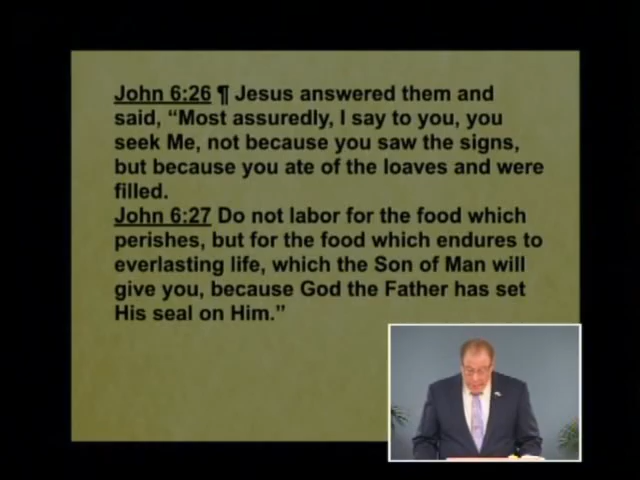 John 6:26 ¶ Jesus answered them and
said, “Most assuredly, I say to you, you
seek Me, not because you saw the signs,
but because you ate of the loaves and were
filled.
John 6:27 Do not labor for the food which
perishes, but for the food which endures to
everlasting life, which the Son of Man will
give you, because God the Father has set
His seal on Him.”